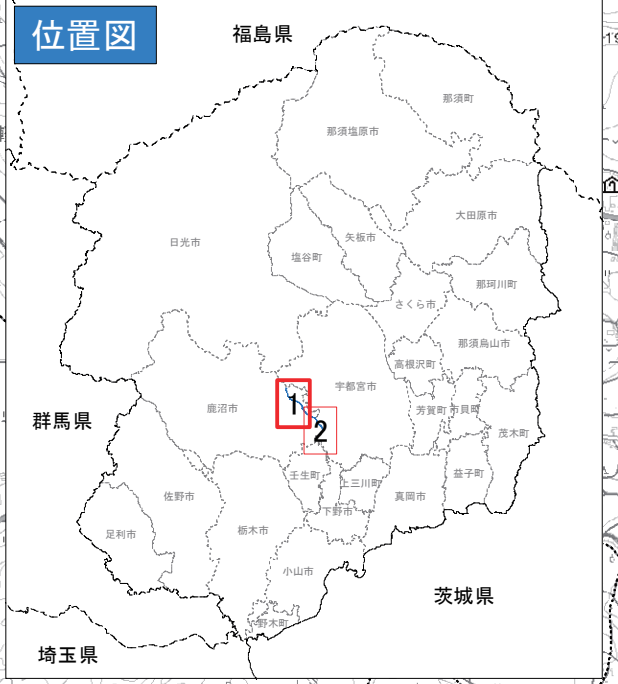 位置図
福島県
那須町
那須塩原市
大田原市
日光市
矢板市
塩谷町
那珂川町
さくら市
那須烏山市
高根沢町
宇都宮市
鹿沼市
1
芳賀町
市貝町
群馬県
2
茂木町
益子町
壬生町
上三川町
真岡市
佐野市
下野市
足利市
栃木市
小山市
茨城県
野木町
埼玉県